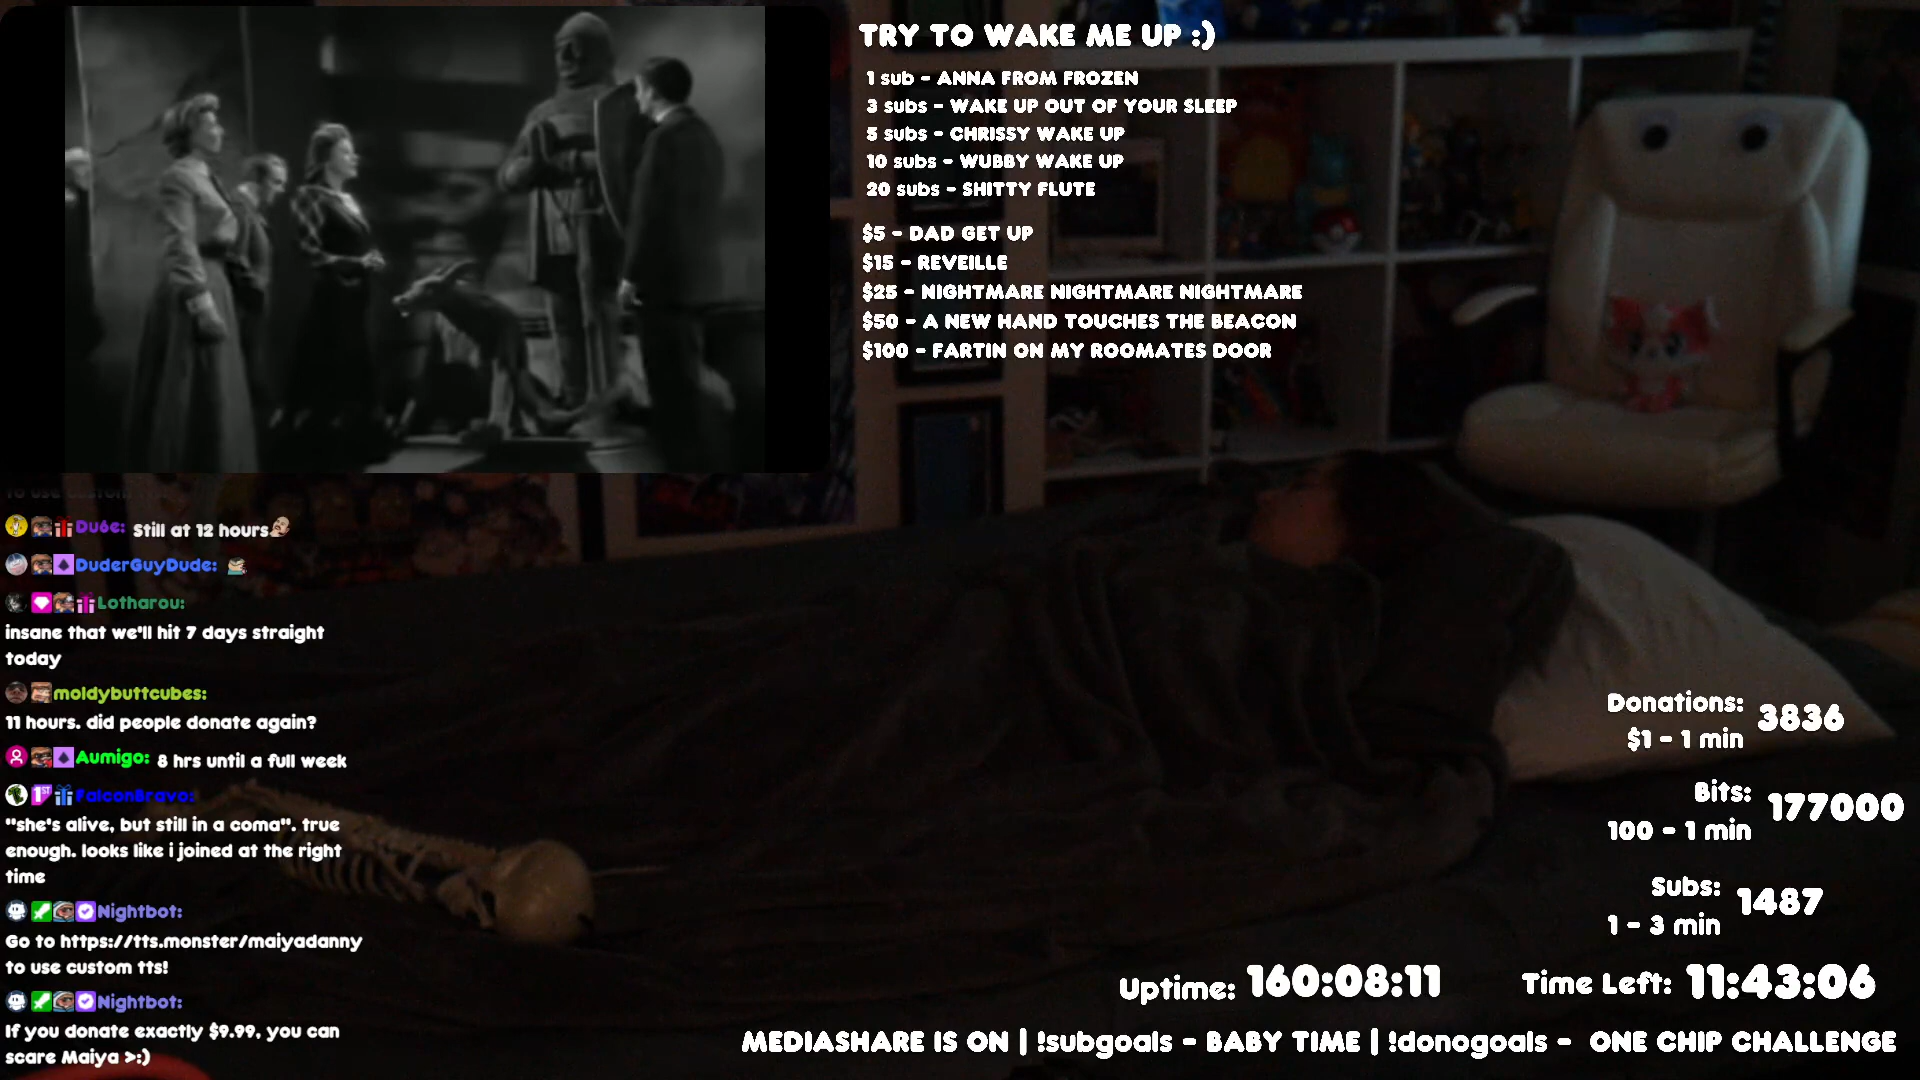 TRY TO WAKE ME UP :)
1 sub - ANNA FROM FROZEN
3 subs - WAKE UP OUT OF YOUR SLEEP
5 subs - CHRISSY WAKE UP
10 subs - WUBBY WAKE UP
20 subs - SHITTY FLUTE
$5 - DAD GET UP
$15 - REVEILLE
$25 - NIGHTMARE NIGHTMARE NIGHTMARE
$50 - A NEW HAND TOUCHES THE BEACON
$100 - FARTIN ON MY ROOMATES DOOR
to use custom tts!
Du6e: Still at 12 hours
DuderGuyDude:
Lotharou:
insane that we'll hit 7 days straight
today
moldybuttcubes:
11 hours. did people donate again?
Aumigo: 8 hrs until a full week
1ST FalconBravo:
"she's alive, but still in a coma". true
enough. looks like i joined at the right
time
Nightbot:
Go to https://tts.monster/maiyadanny
to use custom tts!
Nightbot:
If you donate exactly $9.99, you can
scare Maiya >:)
Donations: 3836
$1 - 1 min
Bits: 177000
100 - 1 min
Subs: 1487
1 - 3 min
Uptime: 160:08:11 Time Left: 11:43:06
MEDIASHARE IS ON | !subgoals - BABY TIME | !donogoals - ONE CHIP CHALLENGE